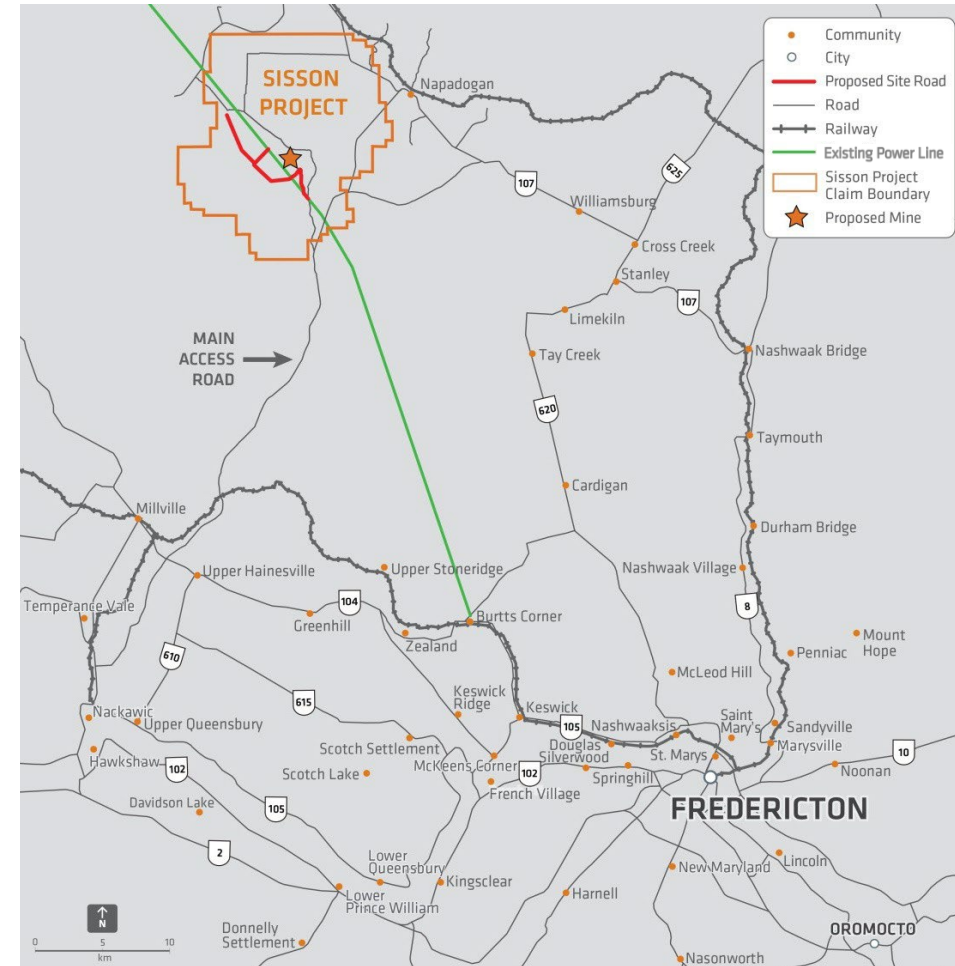 Community
City
Proposed Site Road
Road
Railway
Existing Power Line
Sisson Project
Claim Boundary
Proposed Mine
SISSON
PROJECT
Napadogan
107
625
Williamsburg
Cross Creek
Stanley
107
Limekiln
MAIN
ACCESS
ROAD
Nashwaak Bridge
Tay Creek
620
Taymouth
Cardigan
Millville
Durham Bridge
Upper Hainesville
Upper Stoneridge
Nashwaak Village
Temperance Vale
104
8
Greenhill
Burtts Corner
Zealand
Mount
Hope
610
Penniac
McLeod Hill
615
Keswick
Ridge
Nackawic
Upper Queensbury
Keswick
105
Nashwaaksis
Saint
Mary's
Sandyville
Scotch Settlement
Douglas
Marysville
Hawkshaw
McKeens Corner
Silverwood
St. Marys
10
102
Scotch Lake
102
Springhill
Noonan
French Village
Davidson Lake
105
FREDERICTON
2
Lower
Queensbury
New Maryland
Lincoln
Kingsclear
Harnell
Lower
Prince William
N
Donnelly
Settlement
OROMOCTO
0 5 10
km
Nasonworth